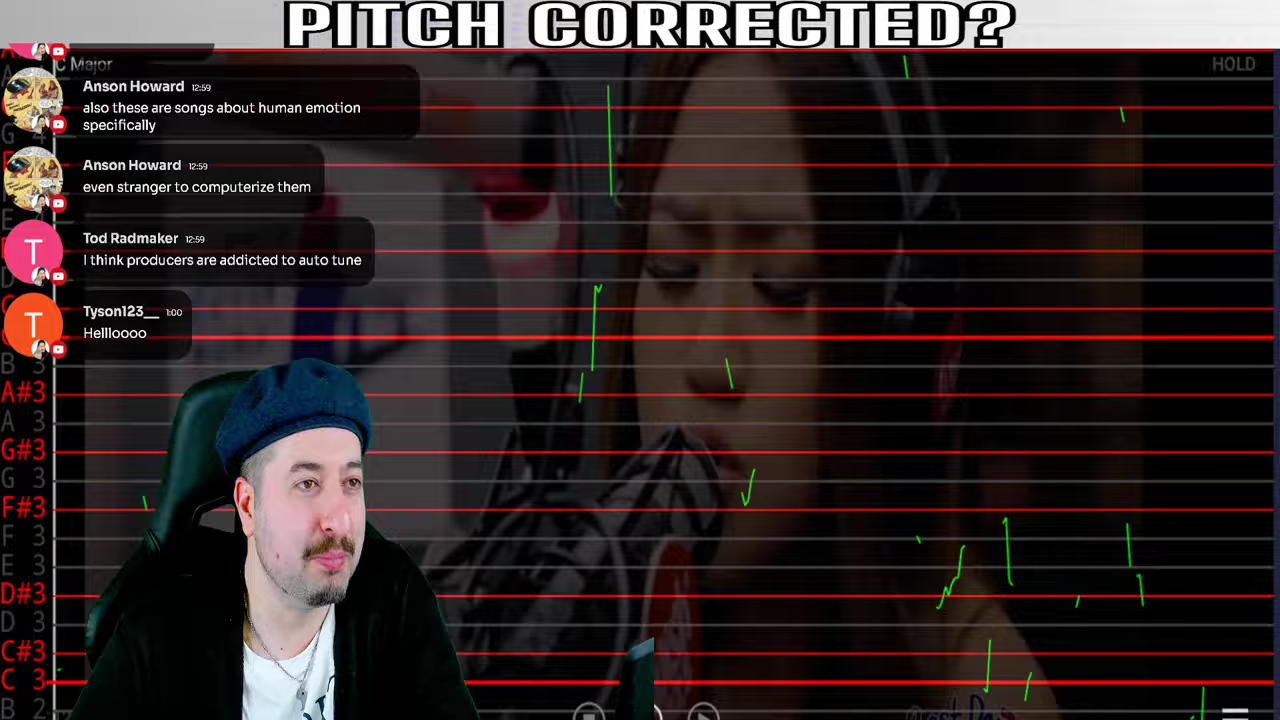 PITCH CORRECTED?
C Major
HOLD
Anson Howard 12:59
also these are songs about human emotion
specifically
Anson Howard 12:59
even stranger to computerize them
Tod Radmaker 12:59
T
I think producers are addicted to auto tune
Tyson123__ 1:00
T
Hellloooo
B 3
A#3
A 3
G#3
G 3
F#3
F 3
E 3
D#3
D 3
C#3
C 3
B 2